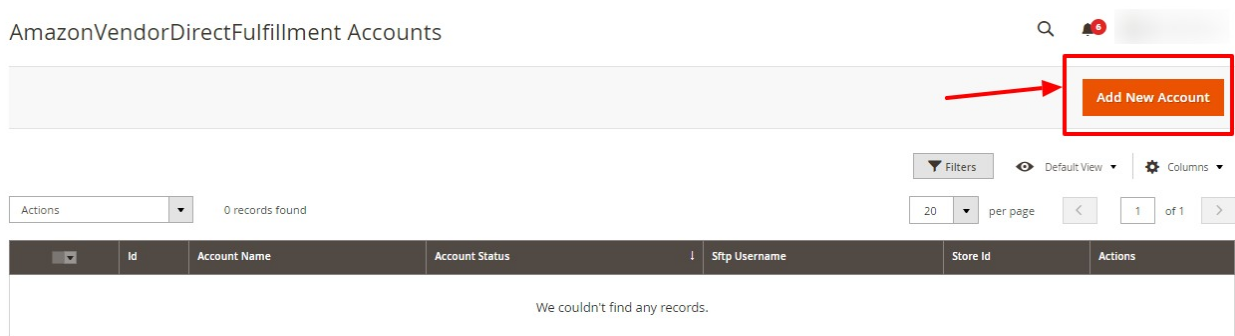 AmazonVendorDirectFulfillment Accounts
6
Add New Account
Filters
Default View
Columns
Actions
0 records found
20
per page
1
of 1
Id
Account Name
Account Status
Sftp Username
Store Id
Actions
We couldn't find any records.